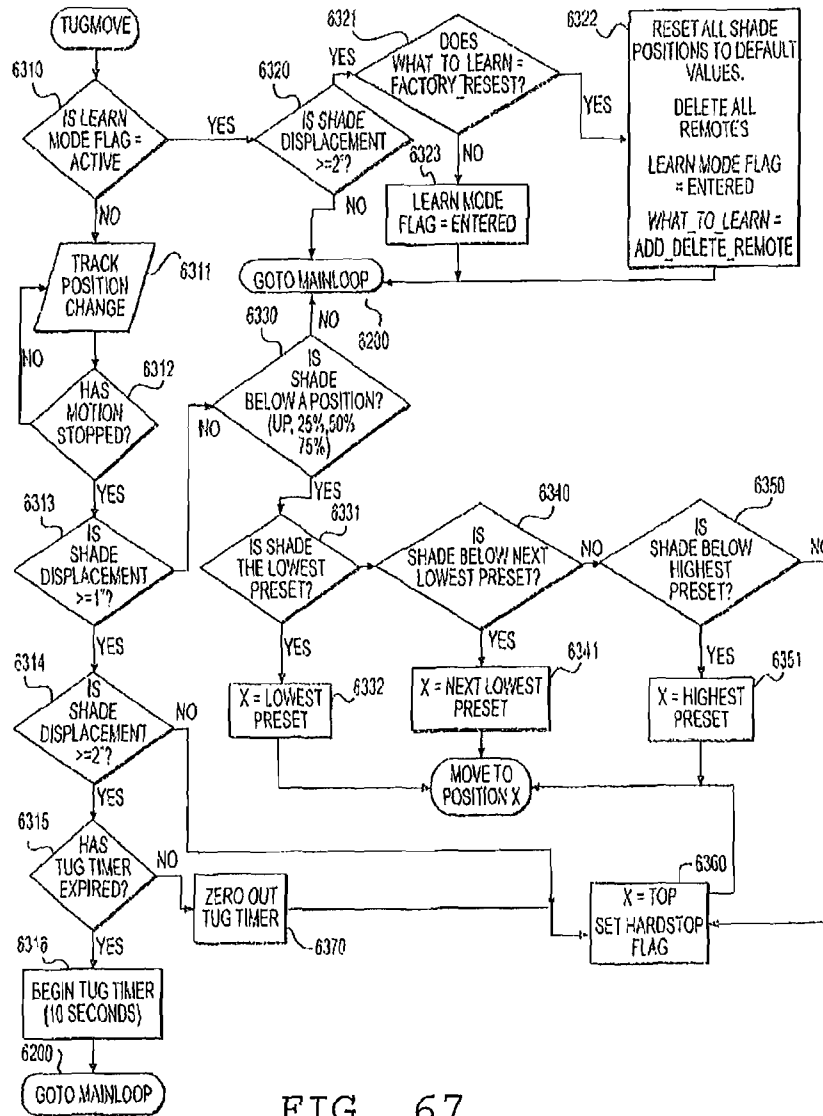 TUGMOVE
6310
IS LEARN
MODE FLAG =
ACTIVE
YES
NO
6320
IS SHADE
DISPLACEMENT
>=2"?
YES
NO
6321
DOES
WHAT_TO_LEARN =
FACTORY_RESEST?
YES
NO
6322
RESET ALL SHADE
POSITIONS TO DEFAULT
VALUES.
DELETE ALL
REMOTES
LEARN MODE FLAG
= ENTERED
WHAT_TO_LEARN =
ADD_DELETE_REMOTE
6323
LEARN MODE
FLAG = ENTERED
GOTO MAINLOOP
6200
TRACK
POSITION
CHANGE
6311
NO
6312
HAS
MOTION
STOPPED?
YES
6330
NO
IS
SHADE
BELOW A POSITION?
(UP, 25%,50%
75%)
YES
6313
IS
SHADE
DISPLACEMENT
>=1"?
NO
YES
6331
IS SHADE
THE LOWEST
PRESET?
YES
6340
IS
SHADE BELOW NEXT
LOWEST PRESET?
NO
YES
6350
IS
SHADE BELOW
HIGHEST
PRESET?
NO
YES
6314
IS
SHADE
DISPLACEMENT
>=2"?
NO
YES
X = LOWEST
PRESET
6332
X = NEXT LOWEST
PRESET
6341
X = HIGHEST
PRESET
6351
MOVE TO
POSITION X
6315
HAS
TUG TIMER
EXPIRED?
NO
YES
ZERO OUT
TUG TIMER
6370
6360
X = TOP
SET HARDSTOP
FLAG
6316
BEGIN TUG TIMER
(10 SECONDS)
6200
GOTO MAINLOOP
FIG. 67